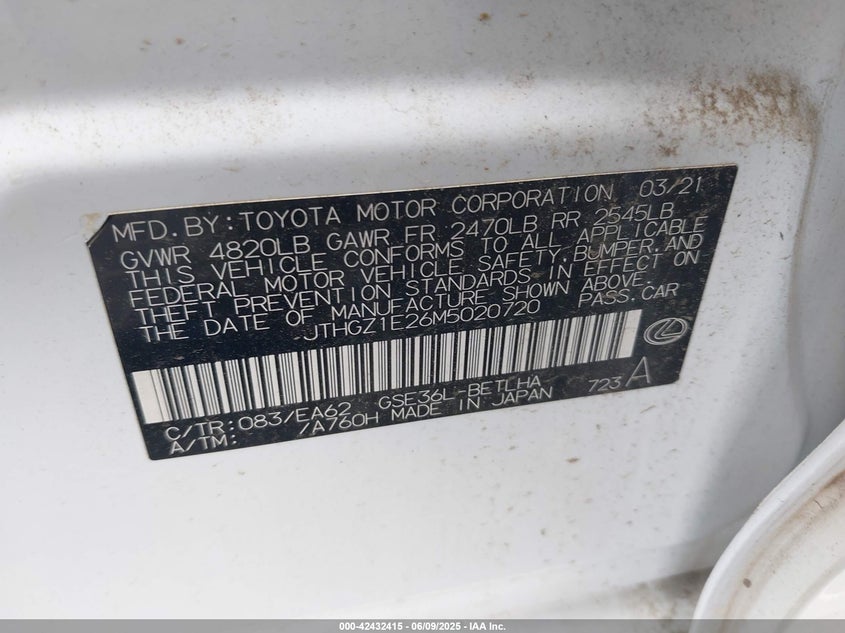 MFD. BY: TOYOTA MOTOR CORPORATION 03/21
GVWR 4820LB GAWR FR 2470LB RR 2545LB
THIS VEHICLE CONFORMS TO ALL APPLICABLE
FEDERAL MOTOR VEHICLE SAFETY, BUMPER, AND
THEFT PREVENTION STANDARDS IN EFFECT ON
THE DATE OF MANUFACTURE SHOWN ABOVE.
JTHGZ1E26M5020720 PASS. CAR
C/TR: 083/EA62 GSE36L-BETLHA 723 A
A/TM: /A760H MADE IN JAPAN
000-42432415 - 06/09/2025 - IAA Inc.